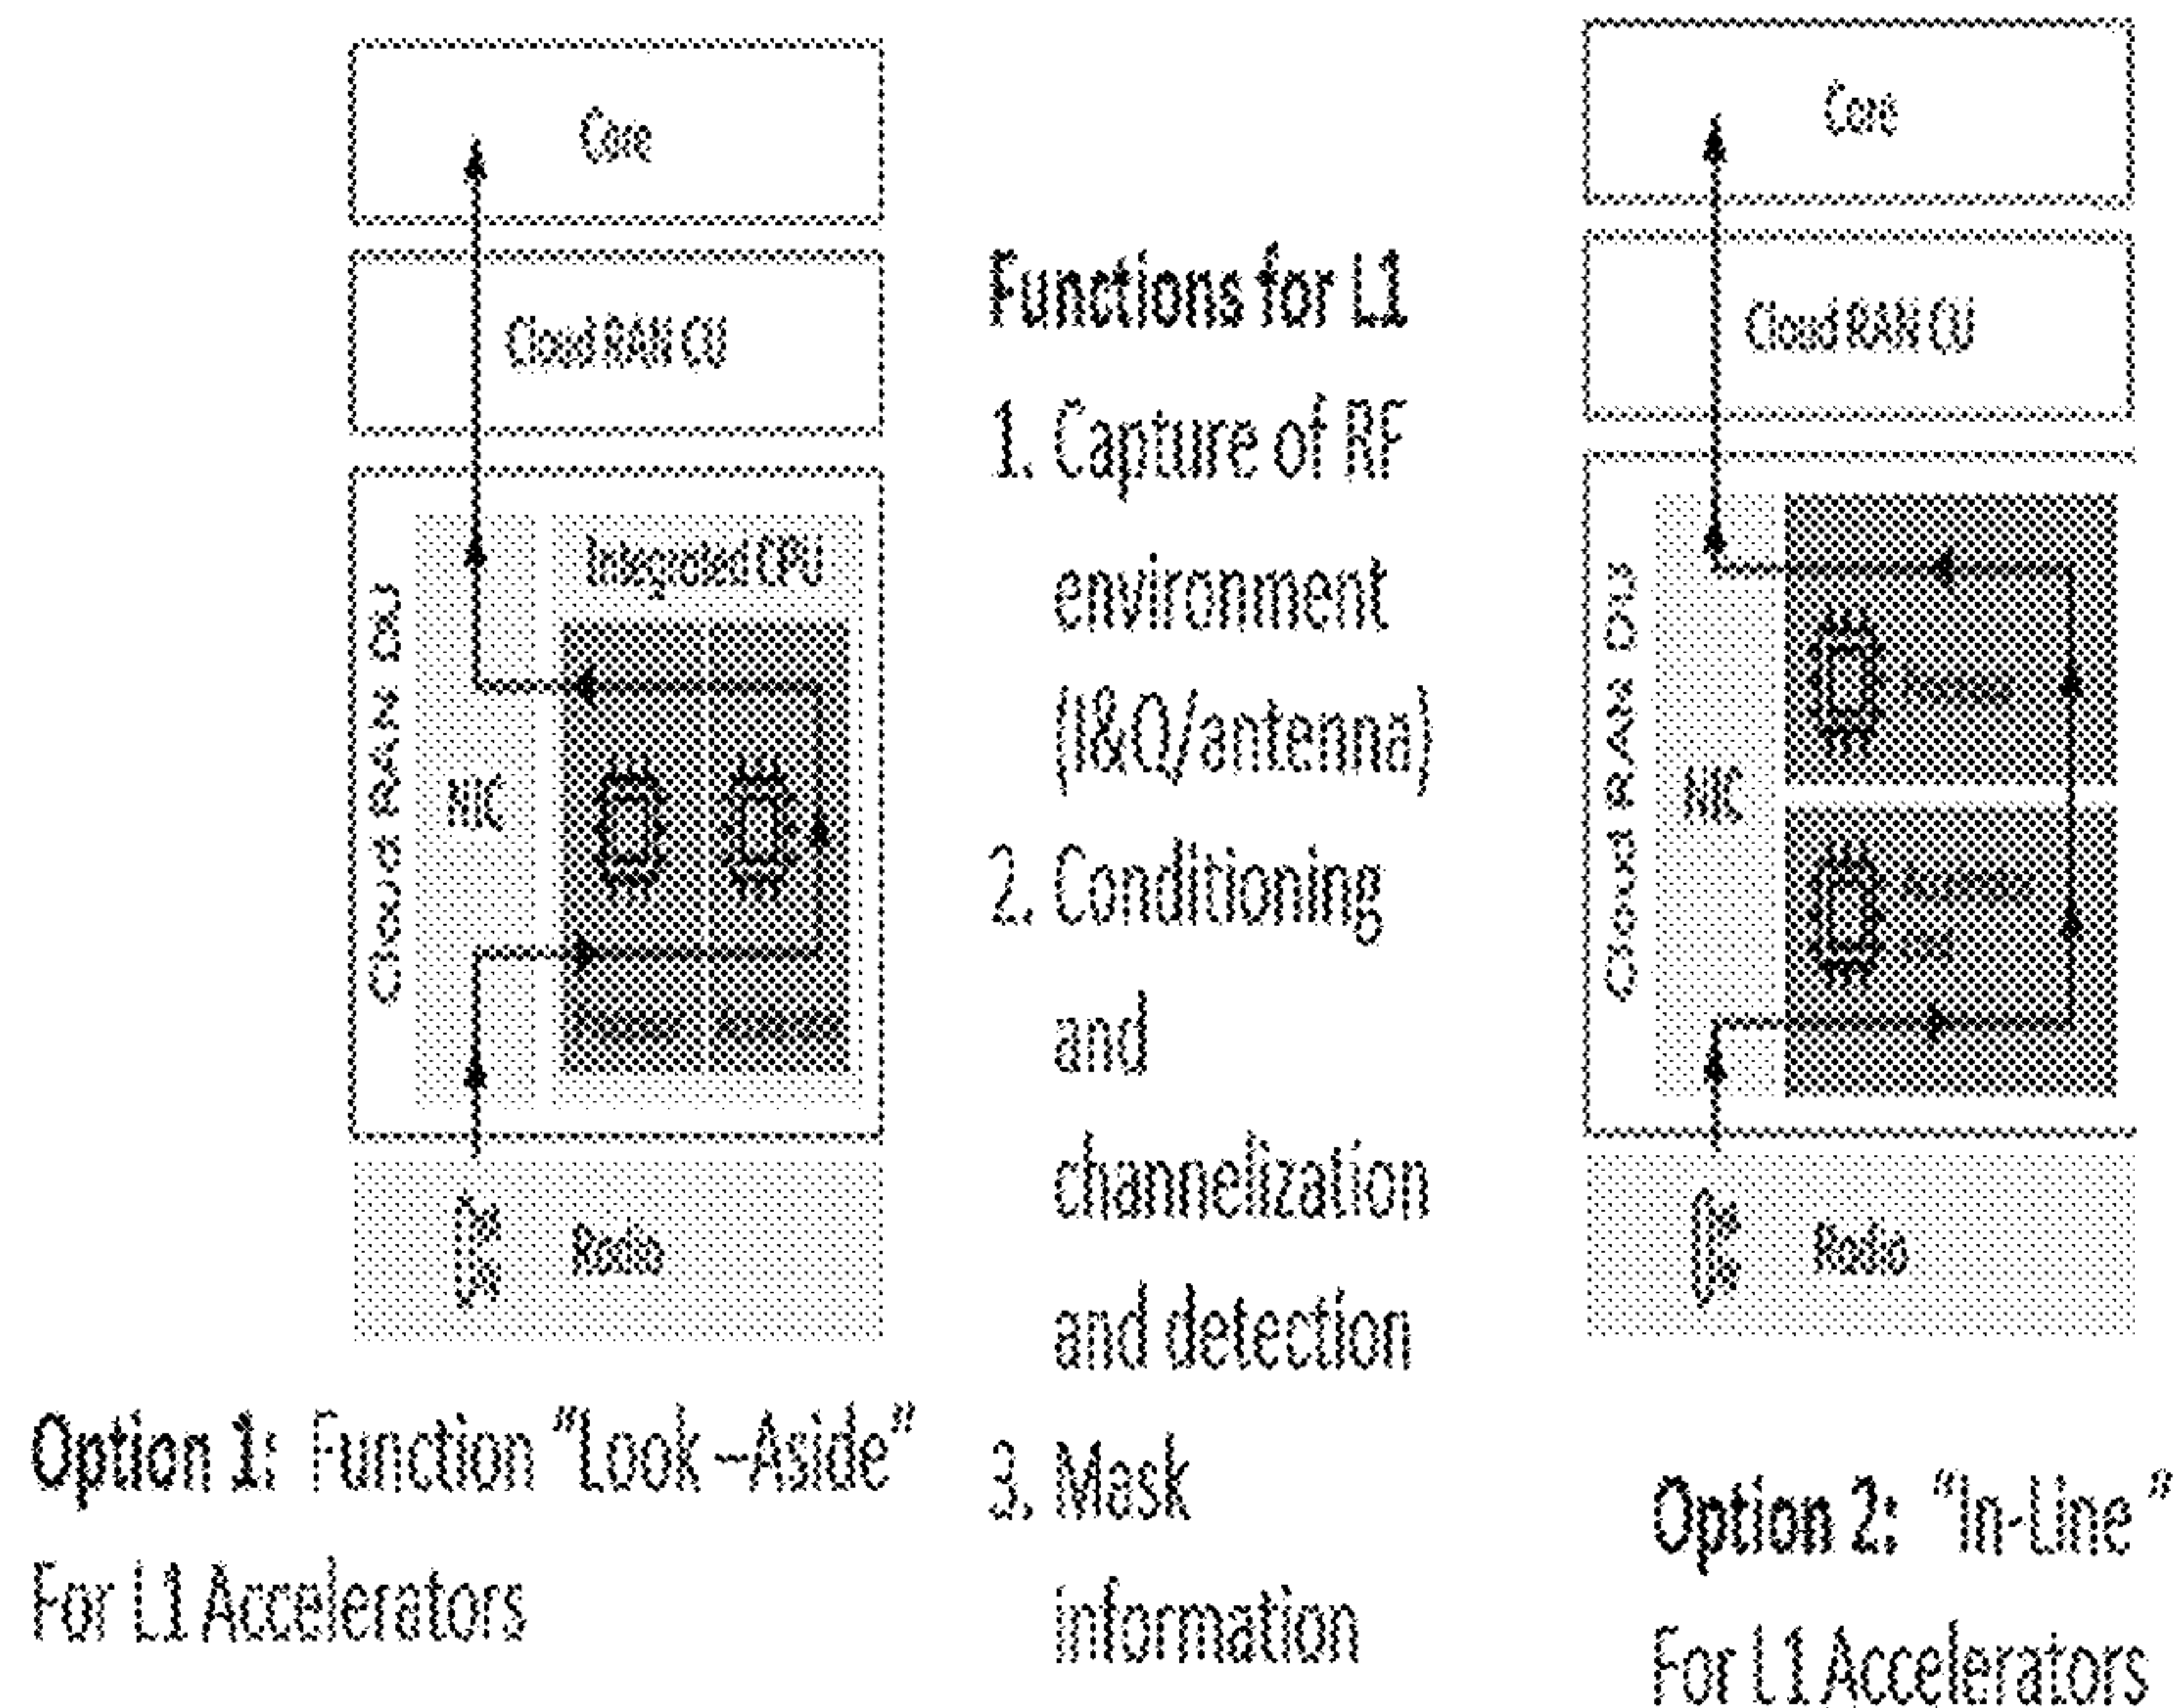 Core
Cloud RAN CU
Cloud RAN DU
NIC
Integrated CPU
Radio
Option 1: Function "Look –Aside"
For L1 Accelerators
Functions for L1
1. Capture of RF
environment
(I&Q/antenna)
2. Conditioning
and
channelization
and detection
3. Mask
information
Core
Cloud RAN CU
Cloud RAN DU
NIC
Radio
Option 2: "In-Line"
For L1 Accelerators